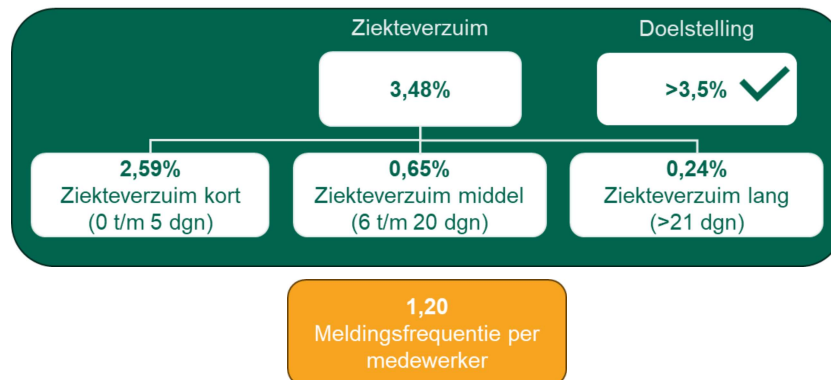 Ziekteverzuim
Doelstelling
3,48%
>3,5%
2,59%
Ziekteverzuim kort
(0 t/m 5 dgn)
0,65%
Ziekteverzuim middel
(6 t/m 20 dgn)
0,24%
Ziekteverzuim lang
(>21 dgn)
1,20
Meldingsfrequentie per
medewerker